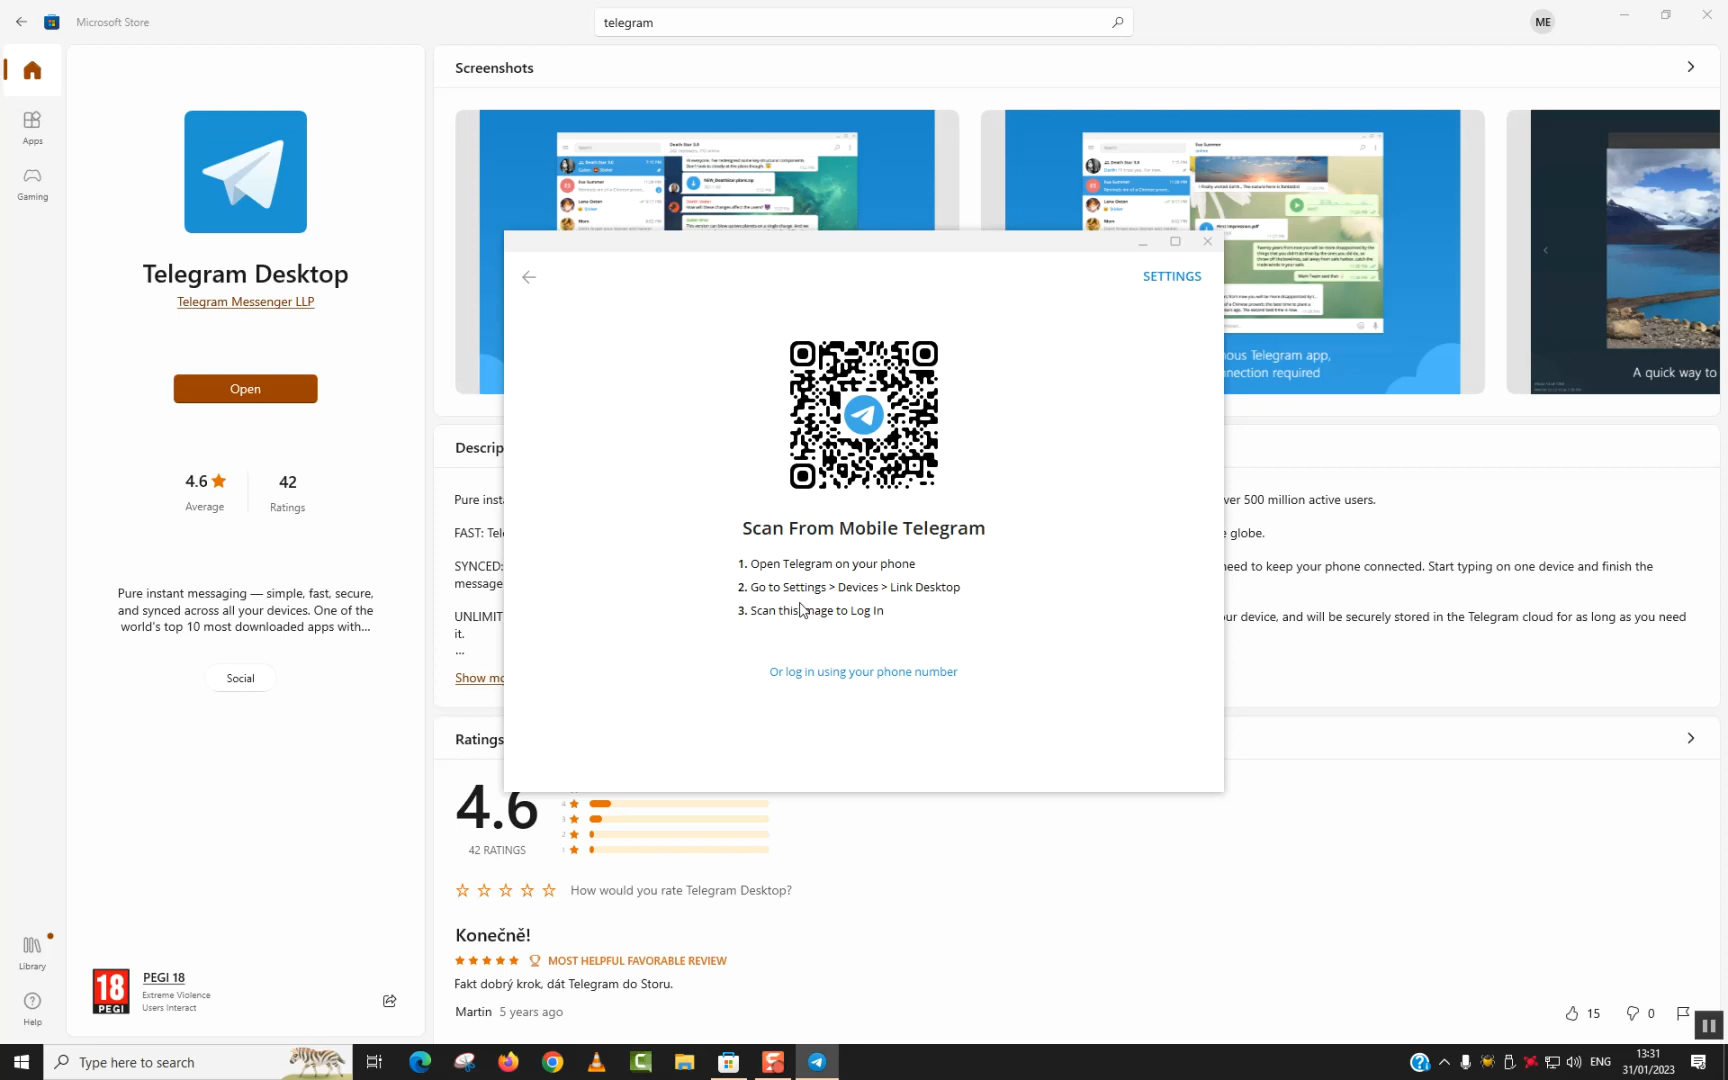 Microsoft Store
telegram
ME
Apps
Gaming
Library
Help
Telegram Desktop
Telegram Messenger LLP
Open
4.6
Average
42
Ratings
Pure instant messaging — simple, fast, secure,
and synced across all your devices. One of the
world's top 10 most downloaded apps with...
Social
18
PEGI
PEGI 18
Extreme Violence
Users Interact
Screenshots
nous Telegram app,
nnection required
A quick way to
SETTINGS
Scan From Mobile Telegram
1. Open Telegram on your phone
2. Go to Settings > Devices > Link Desktop
3. Scan this image to Log In
Or log in using your phone number
Descrip
Pure inst
ver 500 million active users.
FAST: Tele
e globe.
SYNCED:
need to keep your phone connected. Start typing on one device and finish the
message
UNLIMIT
ur device, and will be securely stored in the Telegram cloud for as long as you need
it.
...
Show mo
Ratings
4.6
42 RATINGS
4
3
2
1
How would you rate Telegram Desktop?
Konečně!
MOST HELPFUL FAVORABLE REVIEW
Fakt dobrý krok, dát Telegram do Storu.
Martin 5 years ago
15
0
Type here to search
ENG
13:31
31/01/2023